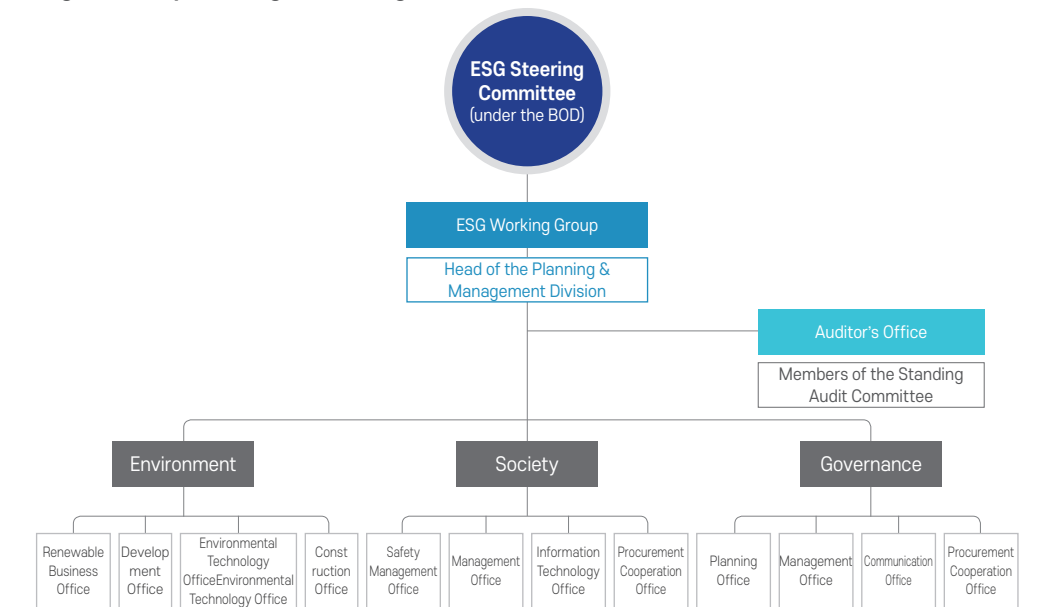 ESG Steering
Committee
(under the BOD)
ESG Working Group
Head of the Planning &
Management Division
Auditor's Office
Members of the Standing
Audit Committee
Environment
Society
Governance
Renewable
Business
Office
Develop
ment
Office
Environmental
Technology
OfficeEnvironmental
Technology Office
Const
ruction
Office
Safety
Management
Office
Management
Office
Information
Technology
Office
Procurement
Cooperation
Office
Planning
Office
Management
Office
Communication
Office
Procurement
Cooperation
Office